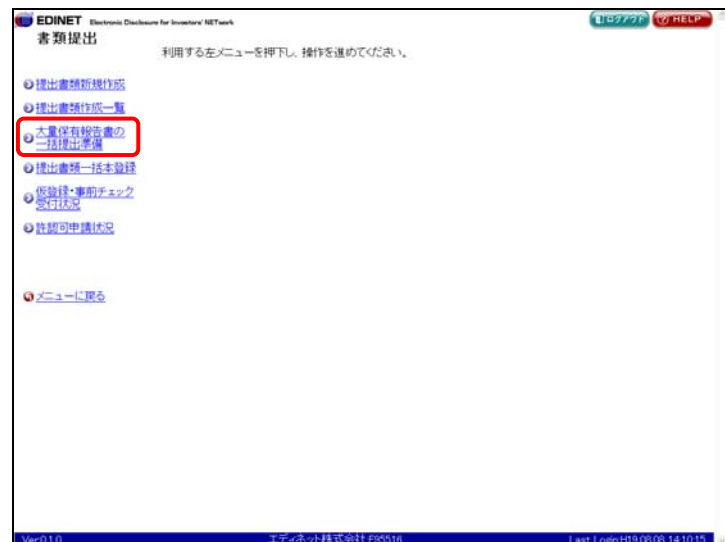 EDINET Electronic Disclosure for Investors' NETwork
ログアウト HELP
書類提出
利用する左メニューを押下し、操作を進めてください。
提出書類新規作成
提出書類作成一覧
大量保有報告書の
一括提出準備
提出書類一括本登録
仮登録・事前チェック
受付状況
許認可申請状況
メニューに戻る
Ver.0.1.0 エディネット株式会社:E95516 Last Login:H19.08.08 14:10:15